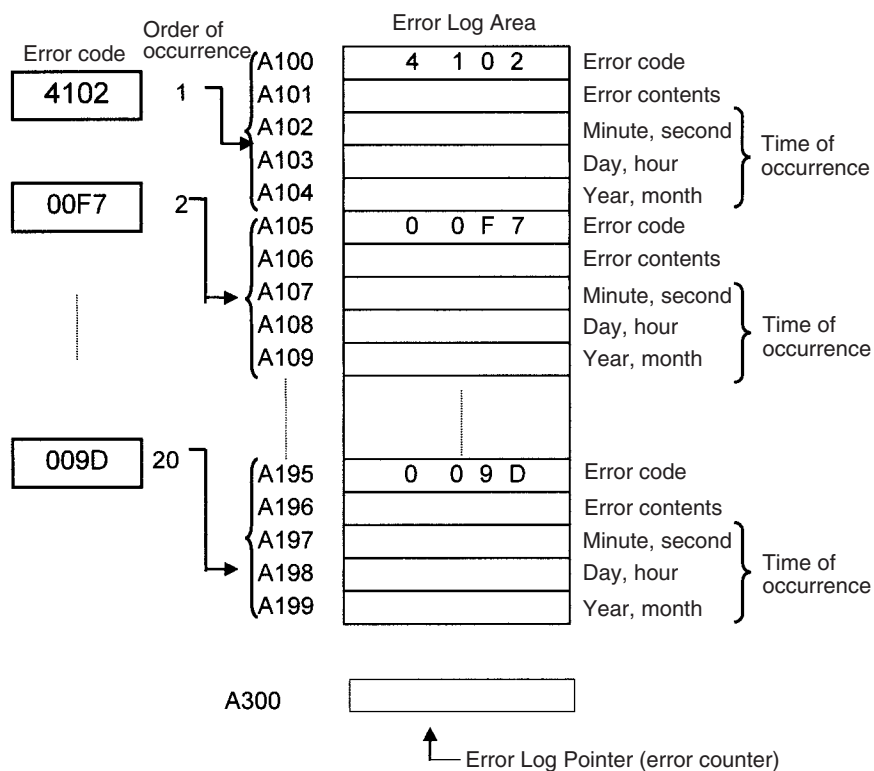 Error Log Area
Order of
occurrence
Error code
A100 4 1 0 2 Error code
4102 1
A101 Error contents
A102 Minute, second
A103 Day, hour
Time of
occurrence
A104 Year, month
00F7 2
A105 0 0 F 7 Error code
A106 Error contents
A107 Minute, second
A108 Day, hour
Time of
occurrence
A109 Year, month
009D 20
A195 0 0 9 D Error code
A196 Error contents
A197 Minute, second
A198 Day, hour
Time of
occurrence
A199 Year, month
A300
Error Log Pointer (error counter)